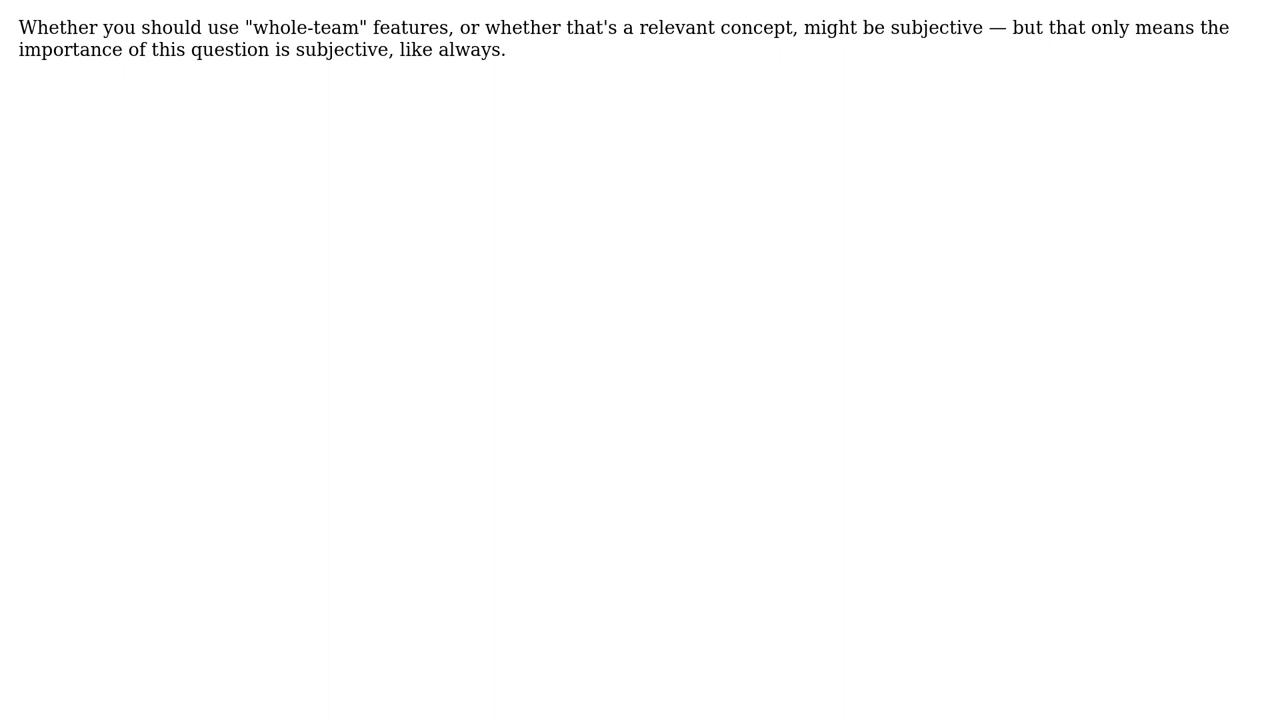 Whether you should use "whole-team" features, or whether that's a relevant concept, might be subjective — but that only means the
importance of this question is subjective, like always.